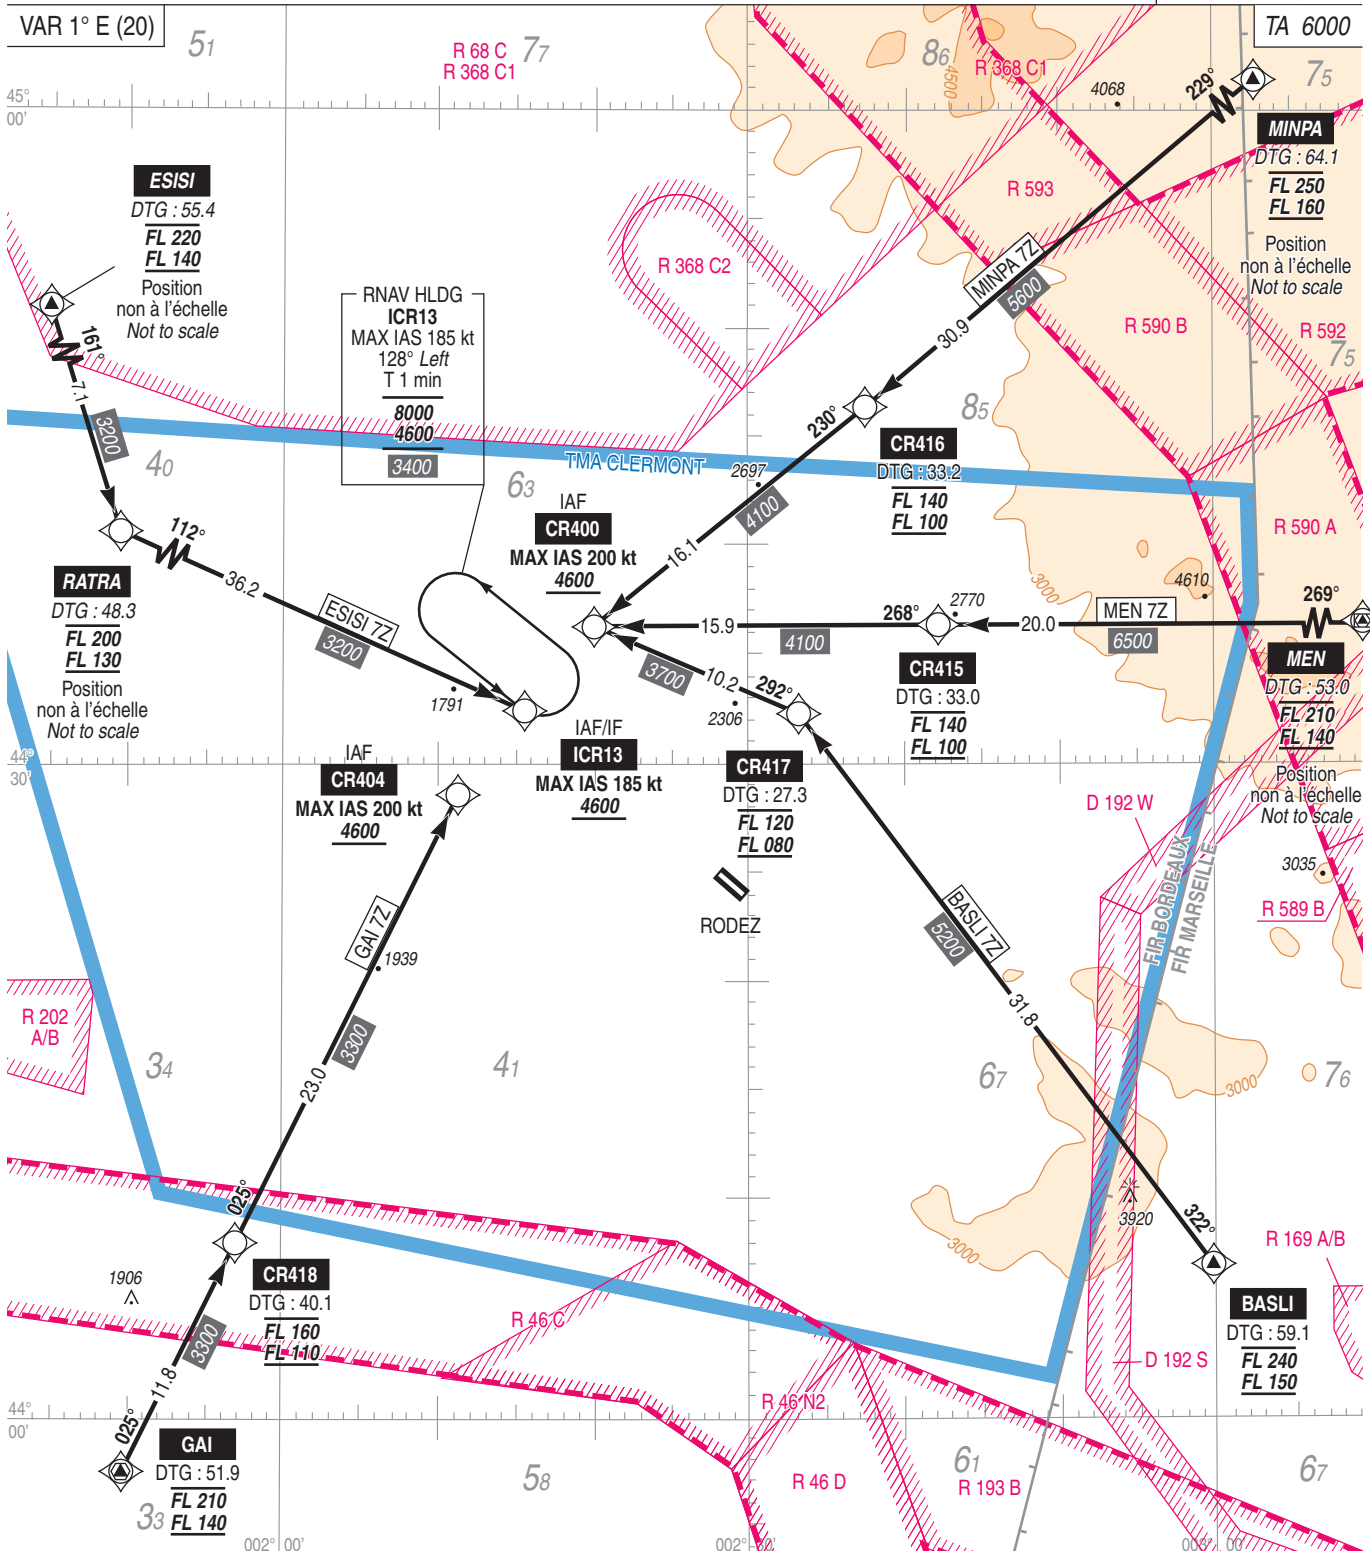 VAR 1° E (20)
TA 6000
51
77
86
75
R 68 C
R 368 C1
R 368 C1
4500
4068
45°
00'
229°
MINPA
DTG : 64.1
FL 250
FL 160
Position
non à l'échelle
Not to scale
ESISI
DTG : 55.4
FL 220
FL 140
Position
non à l'échelle
Not to scale
R 593
R 368 C2
MINPA 7Z
5600
R 590 B
R 592
75
RNAV HLDG
ICR13
MAX IAS 185 kt
128° Left
T 1 min
8000
4600
3400
161°
7.1
3200
30.9
230°
85
40
63
TMA CLERMONT
2697
4100
16.1
CR416
DTG : 33.2
FL 140
FL 100
IAF
CR400
MAX IAS 200 kt
4600
R 590 A
112°
36.2
RATRA
DTG : 48.3
FL 200
FL 130
Position
non à l'échelle
Not to scale
ESISI 7Z
3200
1791
3000
4610
2770
269°
MEN 7Z
6500
20.0
268°
15.9
4100
CR415
DTG : 33.0
FL 140
FL 100
MEN
DTG : 53.0
FL 210
FL 140
Position
non à l'échelle
Not to scale
3700
10.2
292°
2306
IAF/IF
ICR13
MAX IAS 185 kt
4600
IAF
CR404
MAX IAS 200 kt
4600
44°
30'
CR417
DTG : 27.3
FL 120
FL 080
D 192 W
FIR BORDEAUX
FIR MARSEILLE
3035
R 589 B
RODEZ
GAI 7Z
1939
3300
23.0
BASLI 7Z
5200
31.8
R 202
A/B
34
41
67
76
3000
3000
3920
322°
R 169 A/B
025°
1906
CR418
DTG : 40.1
FL 160
FL 110
BASLI
DTG : 59.1
FL 240
FL 150
R 46 C
3300
11.8
D 192 S
R 46 N2
025°
44°
00'
GAI
DTG : 51.9
FL 210
FL 140
33
58
61
67
R 46 D
R 193 B
002° 00'
002° 30'
003° 00'